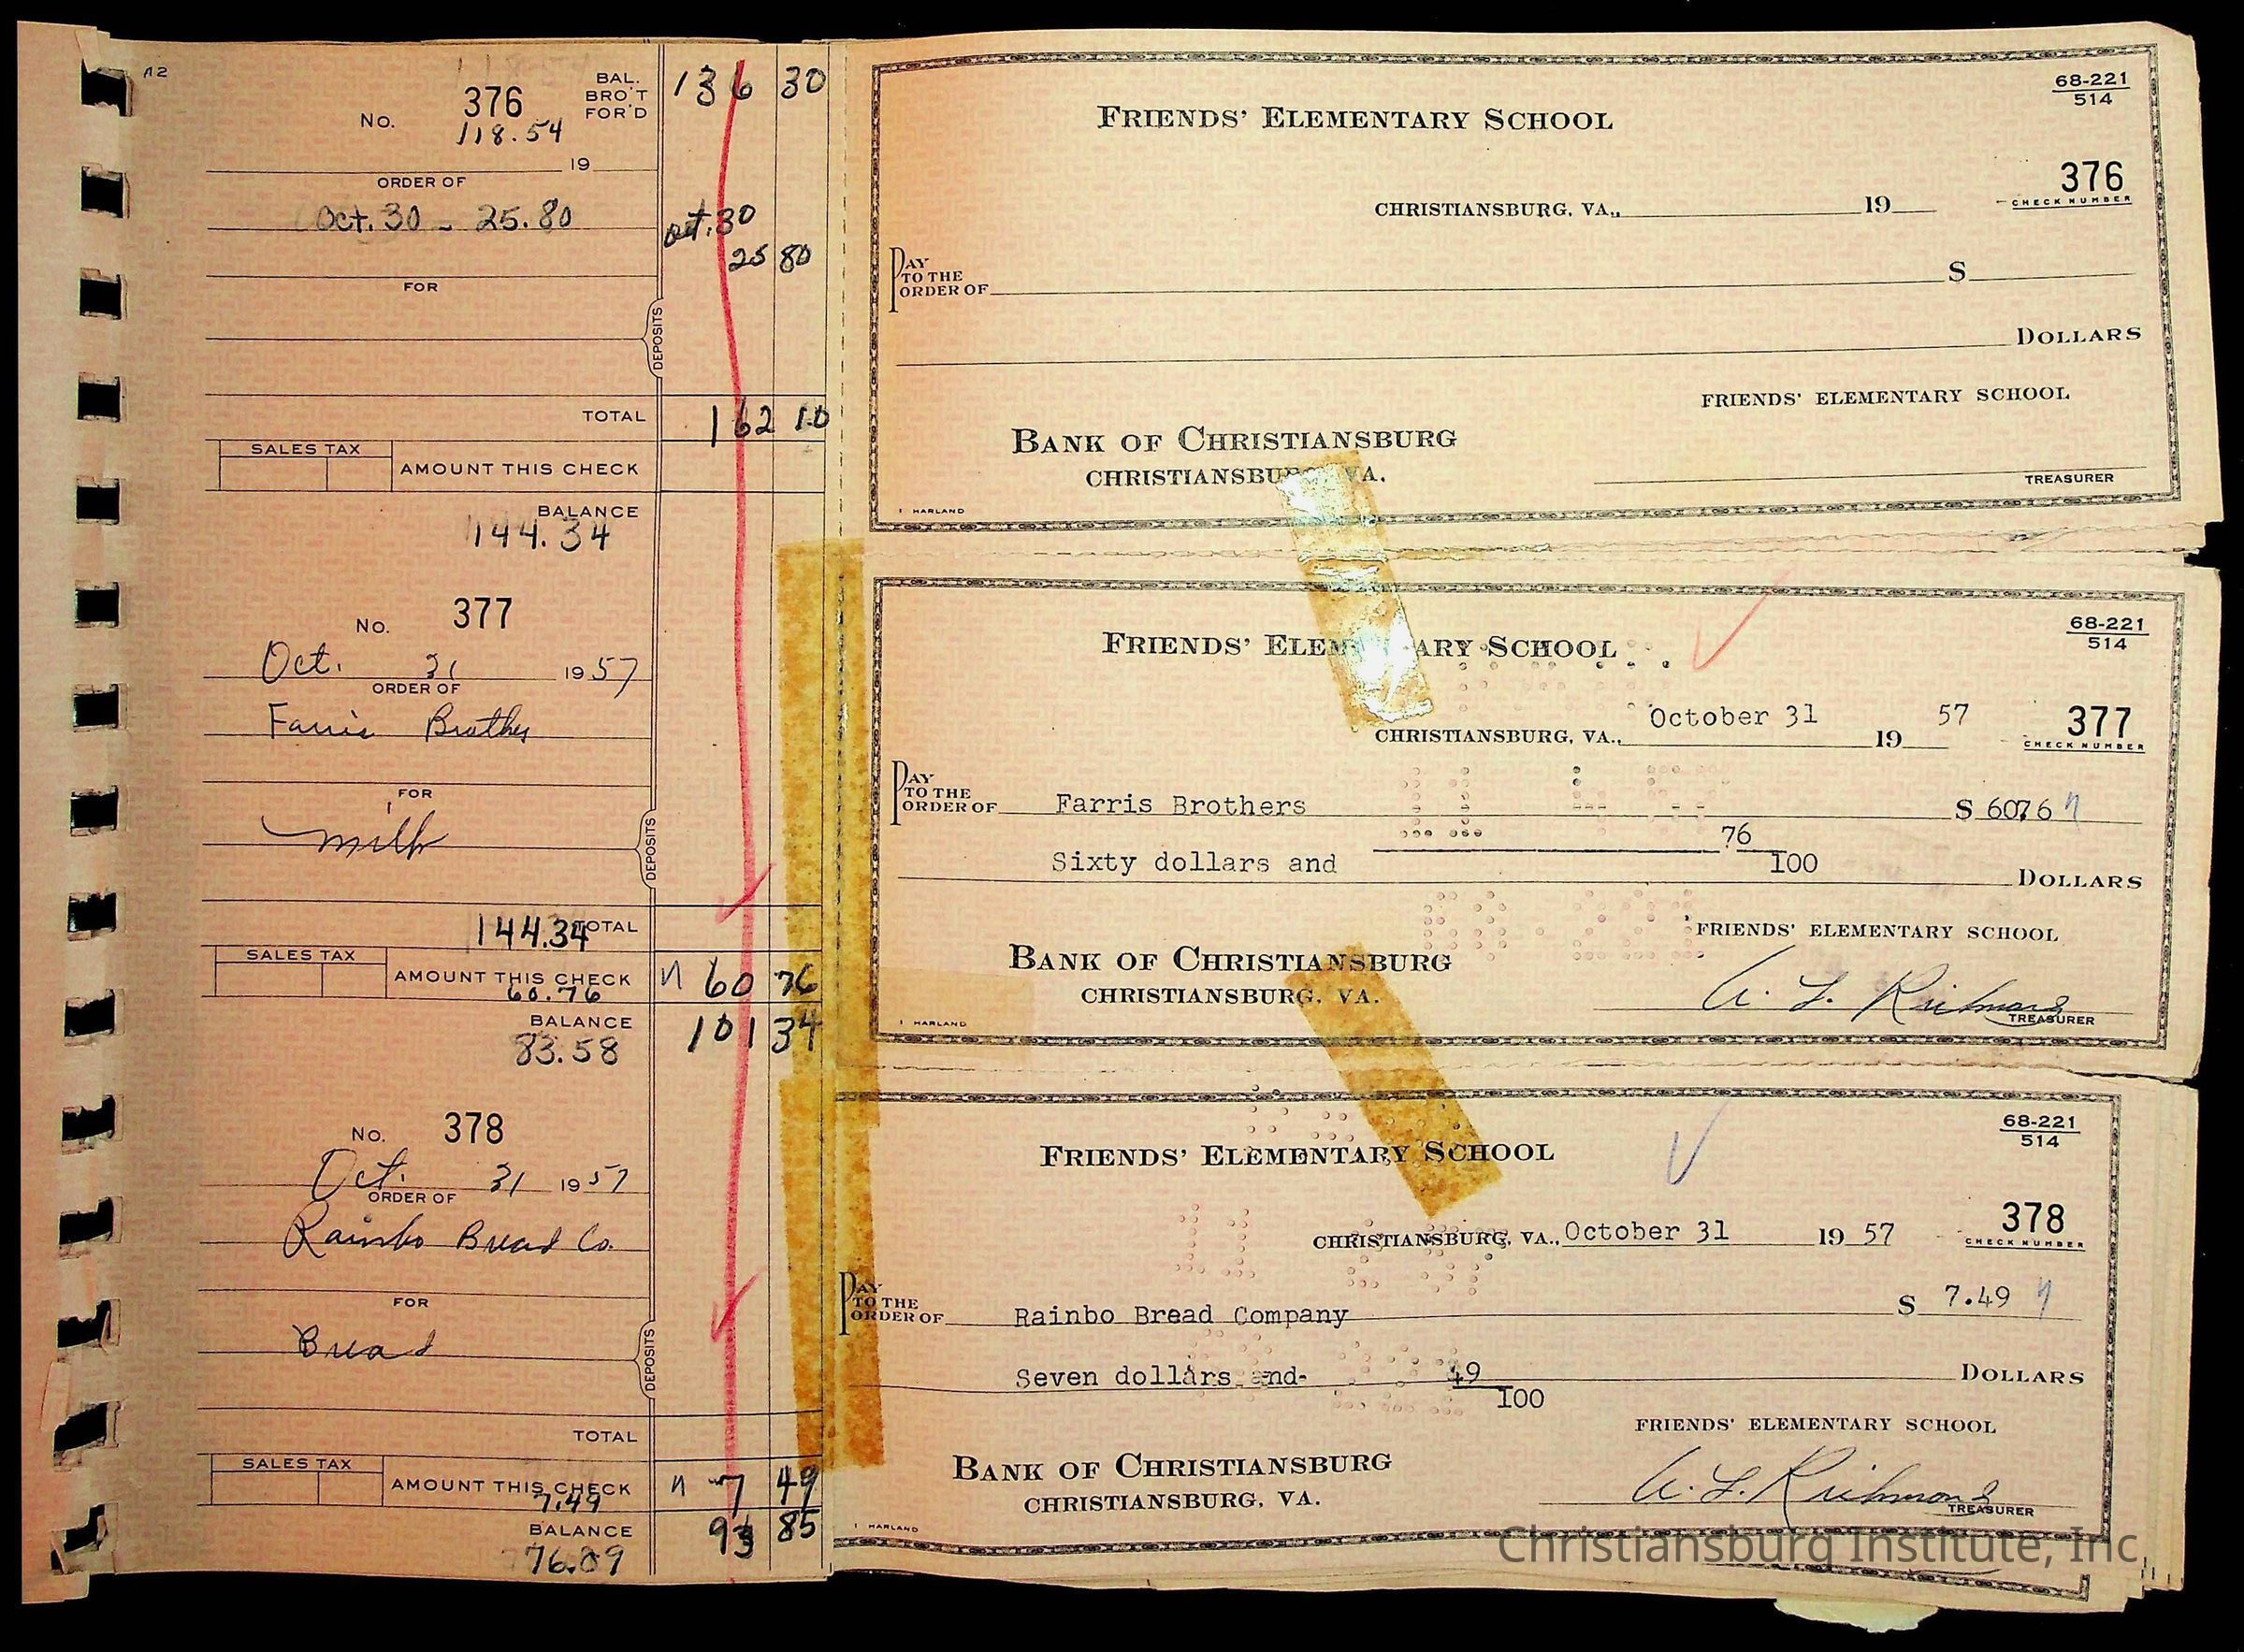 No. 376
118.54
BAL. BRO'T FOR'D 136 30
19
ORDER OF
Oct. 30 - 25.80
Oct. 30
25 80
FOR
DEPOSITS
TOTAL 162 10
SALES TAX
AMOUNT THIS CHECK
BALANCE
144.34
No. 377
Oct. 31 1957
ORDER OF
Farris Brothers
FOR
milk
DEPOSITS
144.34 TOTAL
SALES TAX
AMOUNT THIS CHECK 60 76
60.76
BALANCE 101 34
83.58
No. 378
Oct. 31 1957
ORDER OF
Rainbo Bread Co.
FOR
Bread
DEPOSITS
TOTAL
SALES TAX
AMOUNT THIS CHECK 7 49
7.49
BALANCE 93 85
76.09
68-221
514
FRIENDS' ELEMENTARY SCHOOL
376
CHECK NUMBER
CHRISTIANSBURG, VA., 19
PAY TO THE ORDER OF $
DOLLARS
FRIENDS' ELEMENTARY SCHOOL
BANK OF CHRISTIANSBURG
CHRISTIANSBURG, VA.
TREASURER
HARLAND
68-221
514
FRIENDS' ELEMENTARY SCHOOL
377
CHECK NUMBER
CHRISTIANSBURG, VA., October 31 19 57
PAY TO THE ORDER OF Farris Brothers $ 6076
Sixty dollars and 76/100 DOLLARS
FRIENDS' ELEMENTARY SCHOOL
BANK OF CHRISTIANSBURG
CHRISTIANSBURG, VA.
A. L. Richmond
TREASURER
HARLAND
68-221
514
FRIENDS' ELEMENTARY SCHOOL
378
CHECK NUMBER
CHRISTIANSBURG, VA., October 31 19 57
PAY TO THE ORDER OF Rainbo Bread Company $ 7.49
Seven dollars and- 49/100 DOLLARS
FRIENDS' ELEMENTARY SCHOOL
BANK OF CHRISTIANSBURG
CHRISTIANSBURG, VA.
A. L. Richmond
TREASURER
HARLAND
Christiansburg Institute, Inc